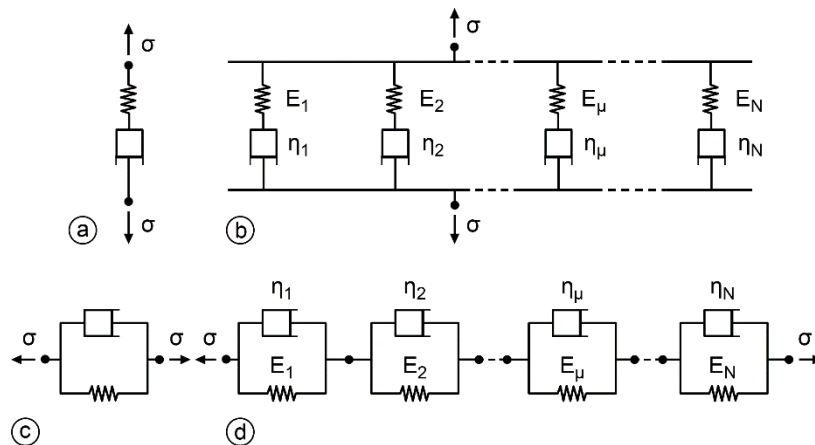 σ σ
E₁ E₂ E_μ E_N
η₁ η₂ η_μ η_N
a σ b σ
η₁ η₂ η_μ η_N
σ σ σ σ
E₁ E₂ E_μ E_N
c d